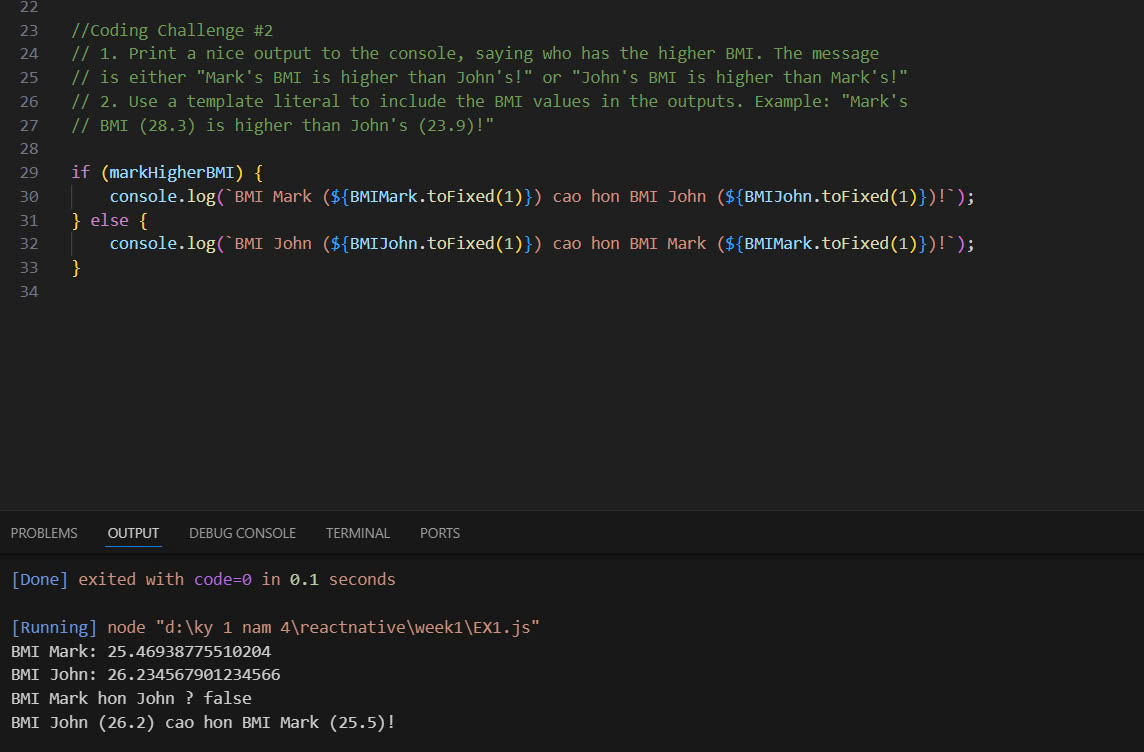 22
23 //Coding Challenge #2
24 // 1. Print a nice output to the console, saying who has the higher BMI. The message
25 // is either "Mark's BMI is higher than John's!" or "John's BMI is higher than Mark's!"
26 // 2. Use a template literal to include the BMI values in the outputs. Example: "Mark's
27 // BMI (28.3) is higher than John's (23.9)!"
28
29 if (markHigherBMI) {
30     console.log(`BMI Mark (${BMIMark.toFixed(1)}) cao hon BMI John (${BMIJohn.toFixed(1)})!`);
31 } else {
32     console.log(`BMI John (${BMIJohn.toFixed(1)}) cao hon BMI Mark (${BMIMark.toFixed(1)})!`);
33 }
34
PROBLEMS OUTPUT DEBUG CONSOLE TERMINAL PORTS
[Done] exited with code=0 in 0.1 seconds
[Running] node "d:\ky 1 nam 4\reactnative\week1\EX1.js"
BMI Mark: 25.46938775510204
BMI John: 26.234567901234566
BMI Mark hon John ? false
BMI John (26.2) cao hon BMI Mark (25.5)!